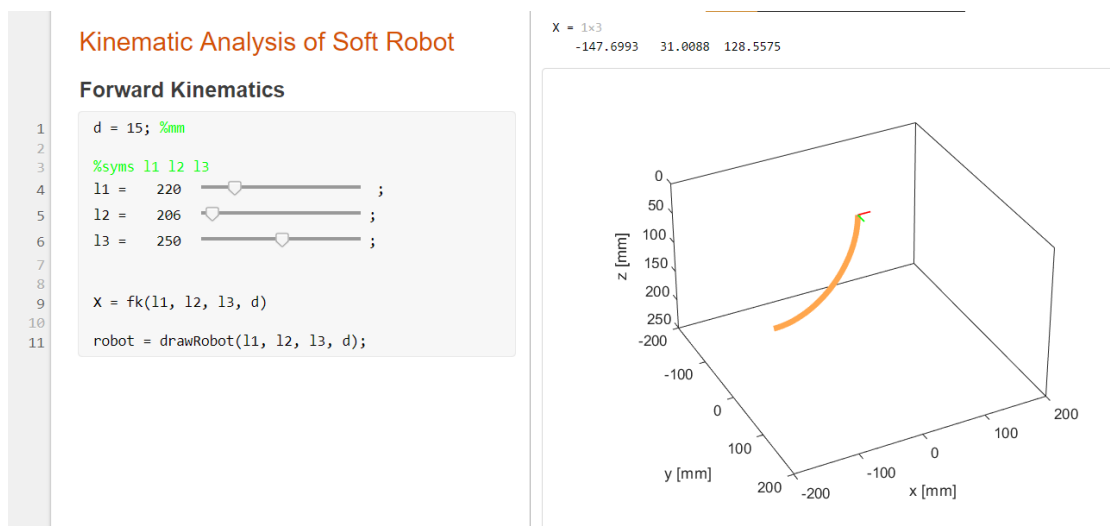 Kinematic Analysis of Soft Robot
Forward Kinematics
1 d = 15; %mm
2
3 %syms l1 l2 l3
4 l1 = 220 ;
5 l2 = 206 ;
6 l3 = 250 ;
7
8
9 X = fk(l1, l2, l3, d)
10
11 robot = drawRobot(l1, l2, l3, d);
X = 1×3
-147.6993 31.0088 128.5575
0
50
100
150
200
250
z [mm]
-200
-100
0
100
200
y [mm]
-200
-100
0
100
200
x [mm]